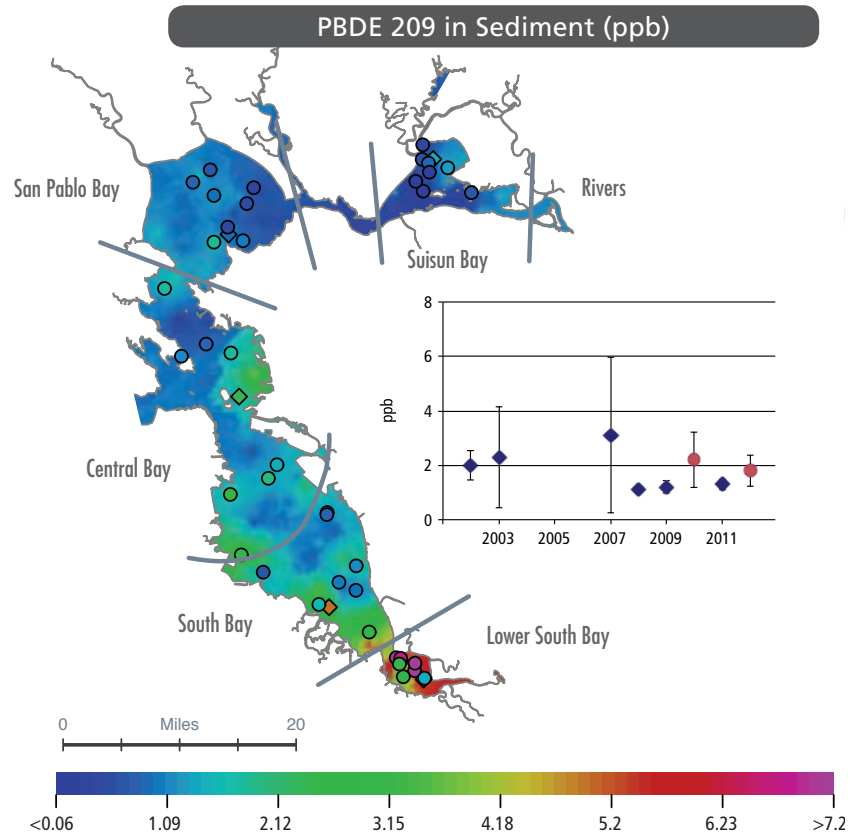 PBDE 209 in Sediment (ppb)
San Pablo Bay
Rivers
Suisun Bay
8
6
4
2
0
ppb
2003 2005 2007 2009 2011
Central Bay
South Bay
Lower South Bay
0 Miles 20
<0.06 1.09 2.12 3.15 4.18 5.2 6.23 >7.2